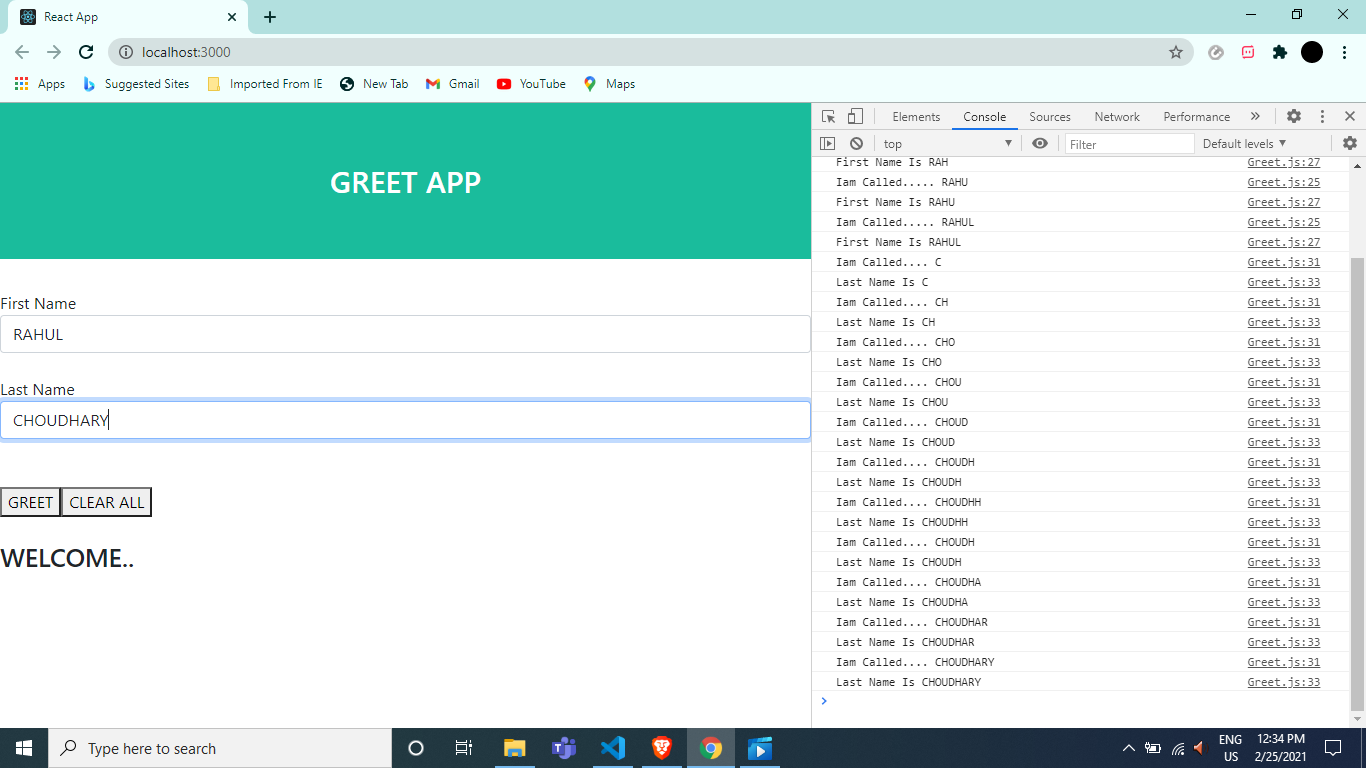 React App
localhost:3000
Apps Suggested Sites Imported From IE New Tab Gmail YouTube Maps
GREET APP
First Name
RAHUL
Last Name
CHOUDHARY
GREET CLEAR ALL
WELCOME..
Elements Console Sources Network Performance
top Filter Default levels
First Name Is RAH Greet.js:27
Iam Called..... RAHU Greet.js:25
First Name Is RAHU Greet.js:27
Iam Called..... RAHUL Greet.js:25
First Name Is RAHUL Greet.js:27
Iam Called.... C Greet.js:31
Last Name Is C Greet.js:33
Iam Called.... CH Greet.js:31
Last Name Is CH Greet.js:33
Iam Called.... CHO Greet.js:31
Last Name Is CHO Greet.js:33
Iam Called.... CHOU Greet.js:31
Last Name Is CHOU Greet.js:33
Iam Called.... CHOUD Greet.js:31
Last Name Is CHOUD Greet.js:33
Iam Called.... CHOUDH Greet.js:31
Last Name Is CHOUDH Greet.js:33
Iam Called.... CHOUDHH Greet.js:31
Last Name Is CHOUDHH Greet.js:33
Iam Called.... CHOUDH Greet.js:31
Last Name Is CHOUDH Greet.js:33
Iam Called.... CHOUDHA Greet.js:31
Last Name Is CHOUDHA Greet.js:33
Iam Called.... CHOUDHAR Greet.js:31
Last Name Is CHOUDHAR Greet.js:33
Iam Called.... CHOUDHARY Greet.js:31
Last Name Is CHOUDHARY Greet.js:33
Type here to search
ENG 12:34 PM
US 2/25/2021